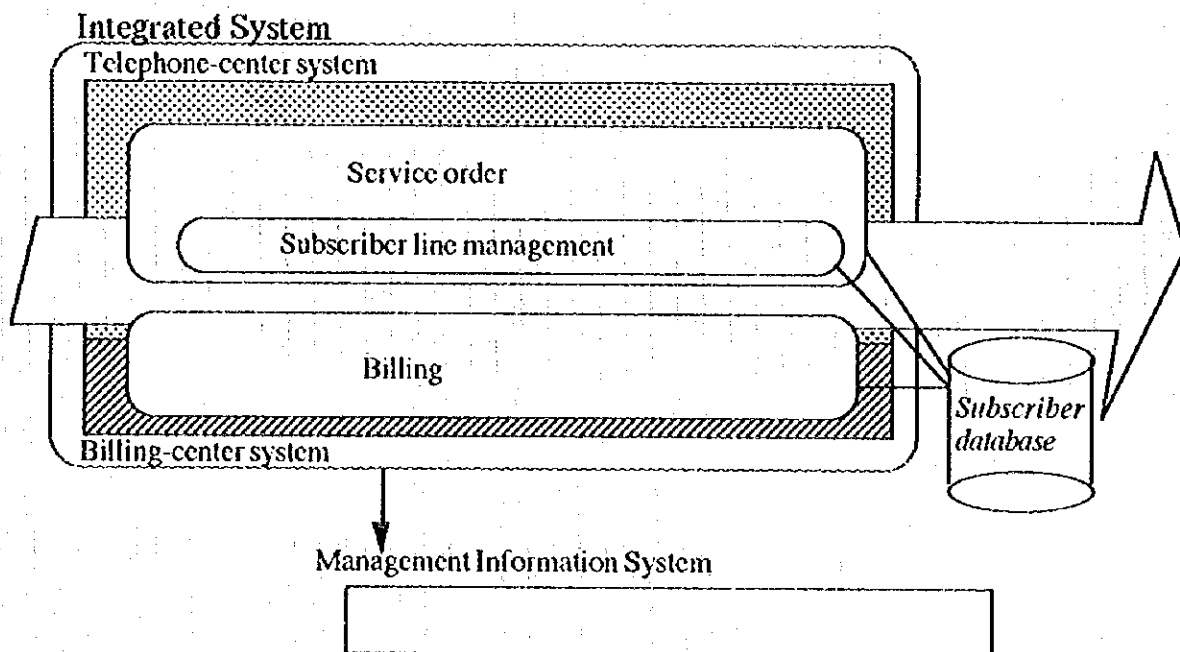 Integrated System
Telephone-center system
Service order
Subscriber line management
Billing
Subscriber
database
Billing-center system
Management Information System